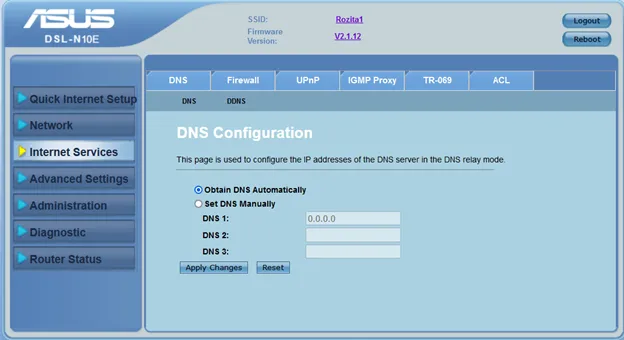 ASUS
DSL-N10E
SSID: Rozita1
Firmware Version: V2.1.12
Logout
Reboot
DNS Firewall UPnP IGMP Proxy TR-069 ACL
DNS DDNS
Quick Internet Setup
Network
Internet Services
Advanced Settings
Administration
Diagnostic
Router Status
DNS Configuration
This page is used to configure the IP addresses of the DNS server in the DNS relay mode.
Obtain DNS Automatically
Set DNS Manually
DNS 1: 0.0.0.0
DNS 2:
DNS 3:
Apply Changes Reset